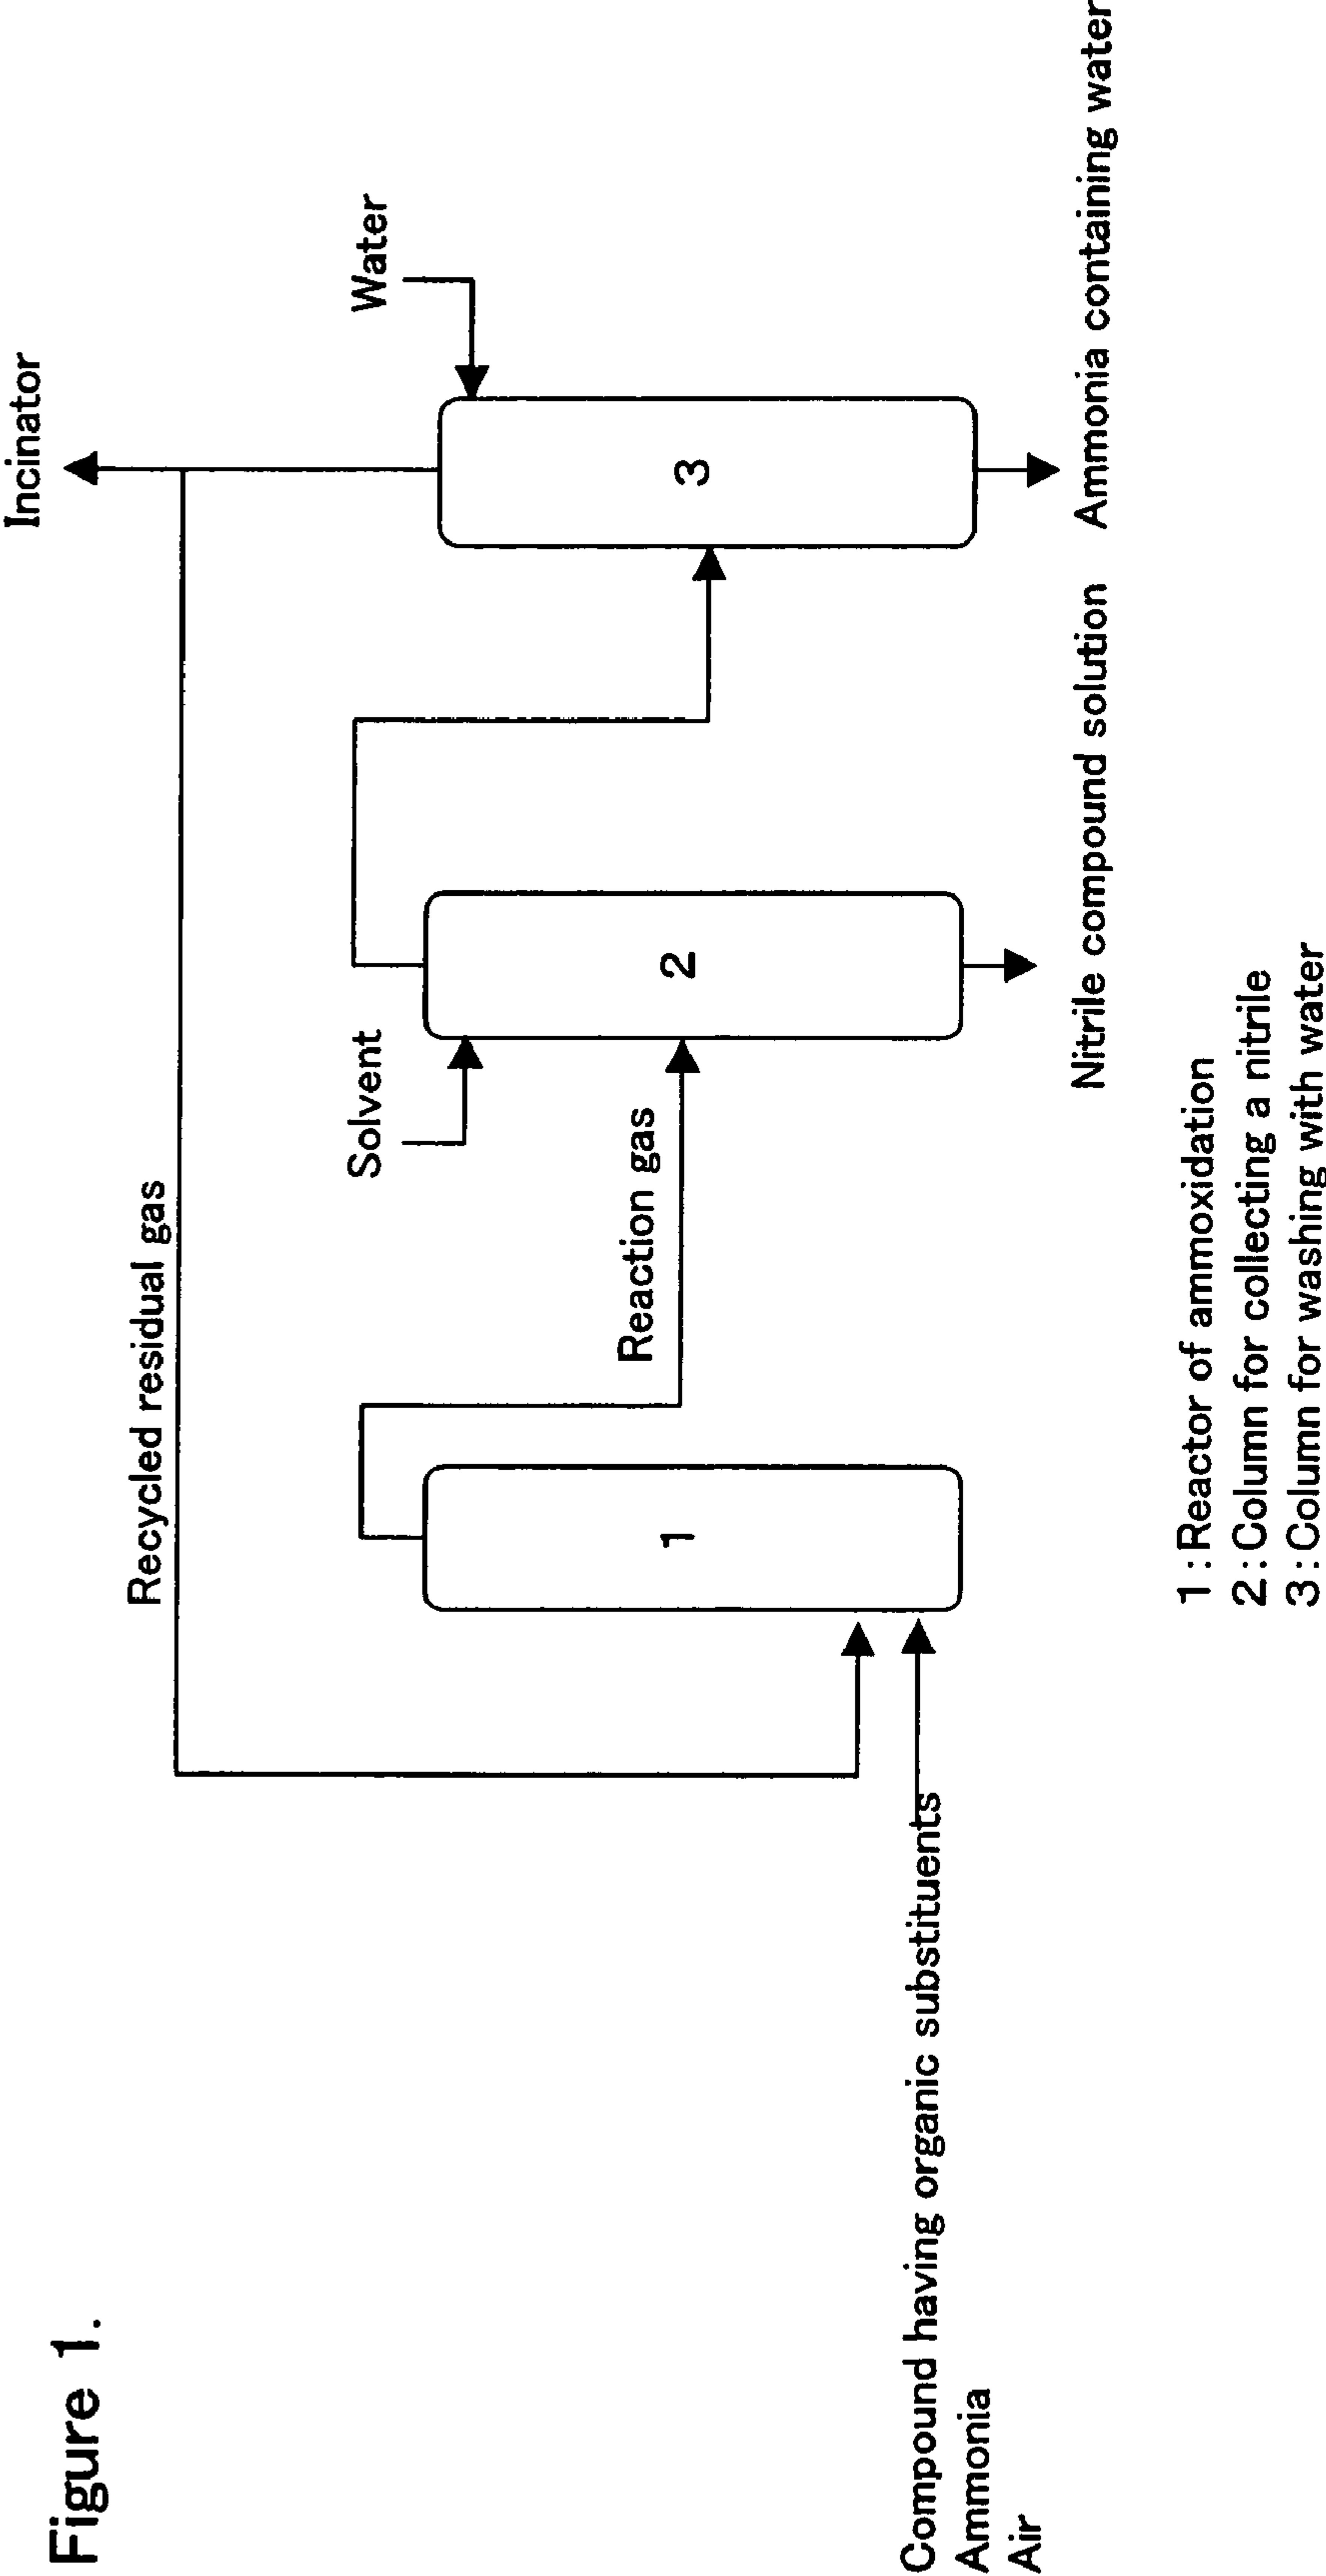 Figure 1.
Incinator
Recycled residual gas
Water
Solvent
Reaction gas
1
2
3
Compound having organic substituents
Ammonia
Air
Nitrile compound solution
Ammonia containing water
1:Reactor of ammoxidation
2:Column for collecting a nitrile
3:Column for washing with water